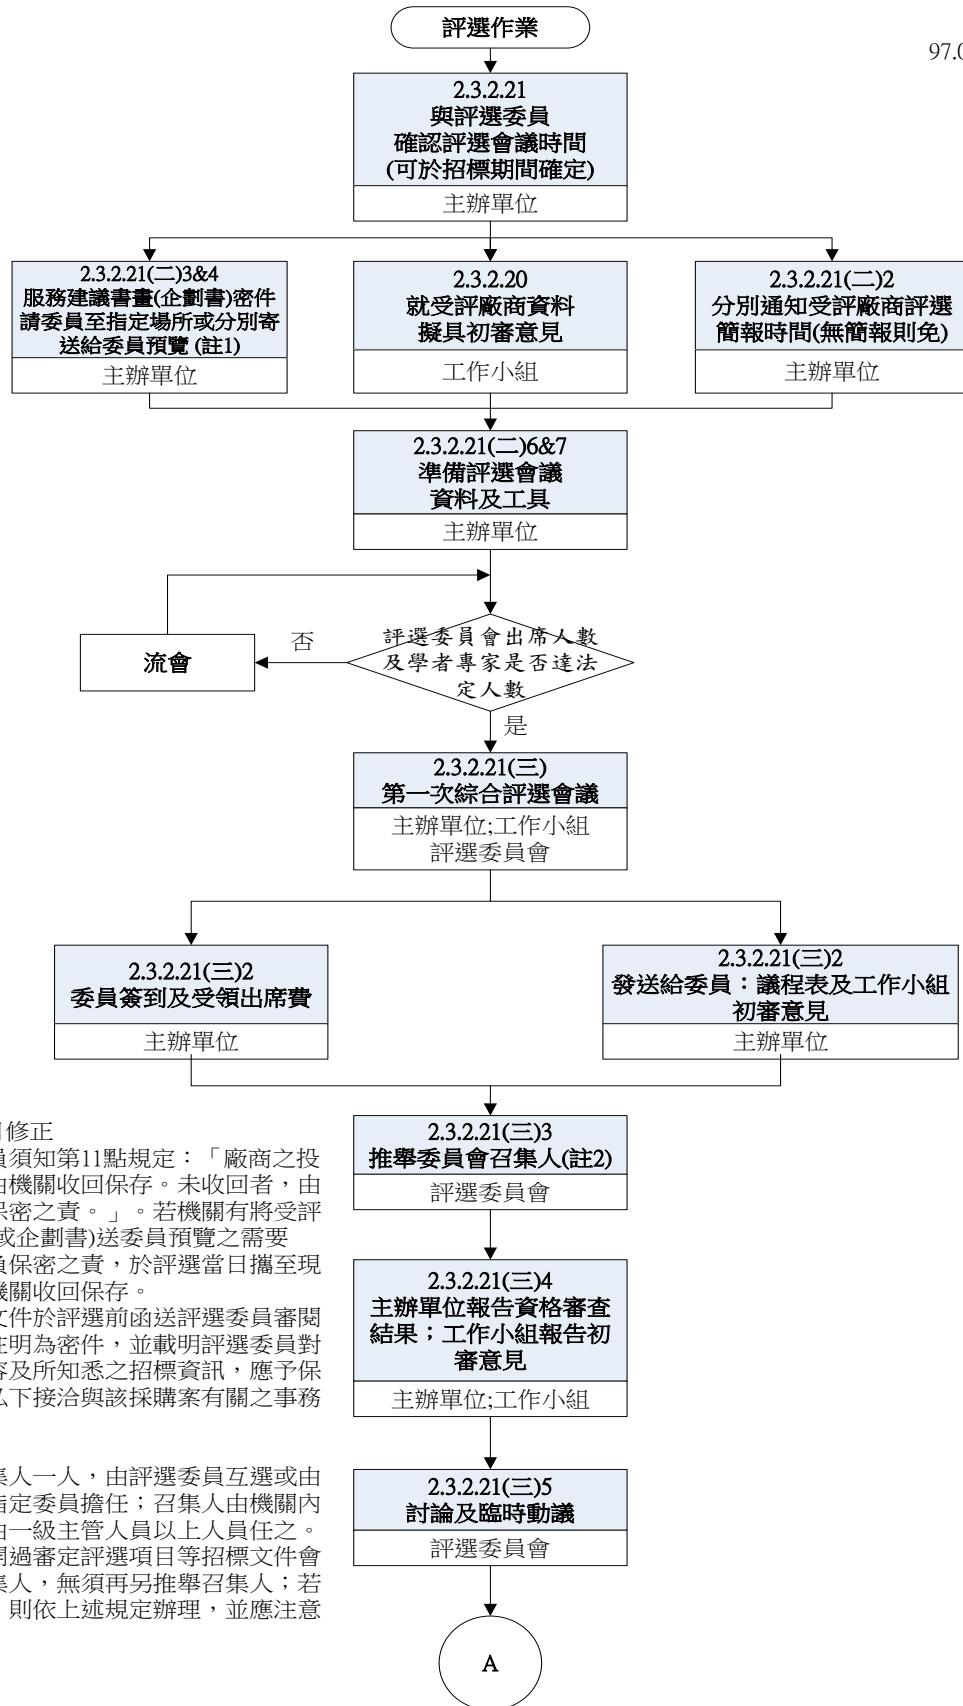 評選作業
97.0
2.3.2.21
與評選委員
確認評選會議時間
(可於招標期間確定)
主辦單位
2.3.2.21(二)3&4
服務建議書畫(企劃書)密件
請委員至指定場所或分別寄
送給委員預覽 (註1)
主辦單位
2.3.2.20
就受評廠商資料
擬具初審意見
工作小組
2.3.2.21(二)2
分別通知受評廠商評選
簡報時間(無簡報則免)
主辦單位
2.3.2.21(二)6&7
準備評選會議
資料及工具
主辦單位
評選委員會出席人數
及學者專家是否達法
定人數
否
流會
是
2.3.2.21(三)
第一次綜合評選會議
主辦單位;工作小組
評選委員會
2.3.2.21(三)2
委員簽到及受領出席費
主辦單位
2.3.2.21(三)2
發送給委員：議程表及工作小組
初審意見
主辦單位
2.3.2.21(三)3
推舉委員會召集人(註2)
評選委員會
2.3.2.21(三)4
主辦單位報告資格審查
結果；工作小組報告初
審意見
主辦單位;工作小組
2.3.2.21(三)5
討論及臨時動議
評選委員會
A
修正
員須知第11點規定：「廠商之投
由機關收回保存。未收回者，由
保密之責。」。若機關有將受評
或企劃書)送委員預覽之需要
負保密之責，於評選當日攜至現
機關收回保存。
文件於評選前函送評選委員審閱
註明為密件，並載明評選委員對
容及所知悉之招標資訊，應予保
私下接洽與該採購案有關之事務
集人一人，由評選委員互選或由
指定委員擔任；召集人由機關內
由一級主管人員以上人員任之。
開過審定評選項目等招標文件會
集人，無須再另推舉召集人；若
則依上述規定辦理，並應注意